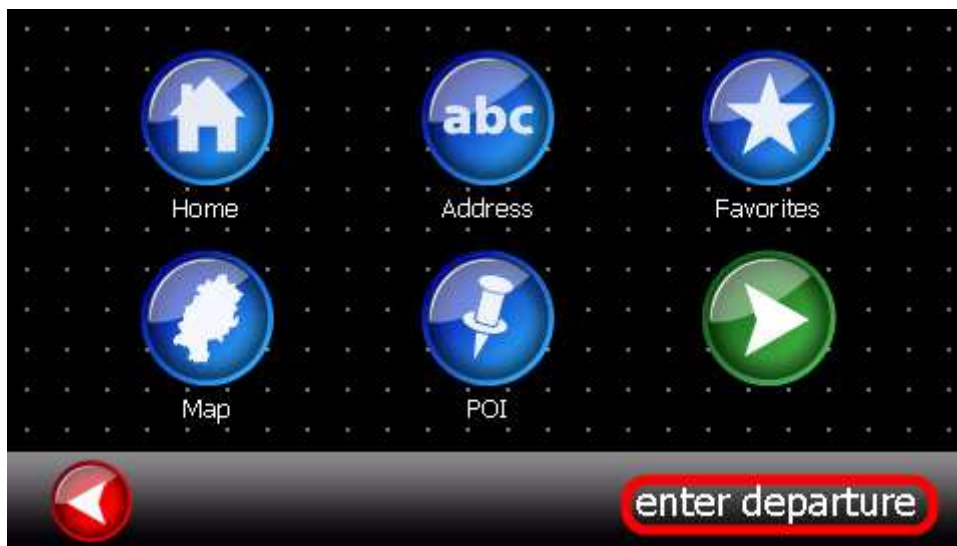 abc
Home
Address
Favorites
Map
POI
enter departure